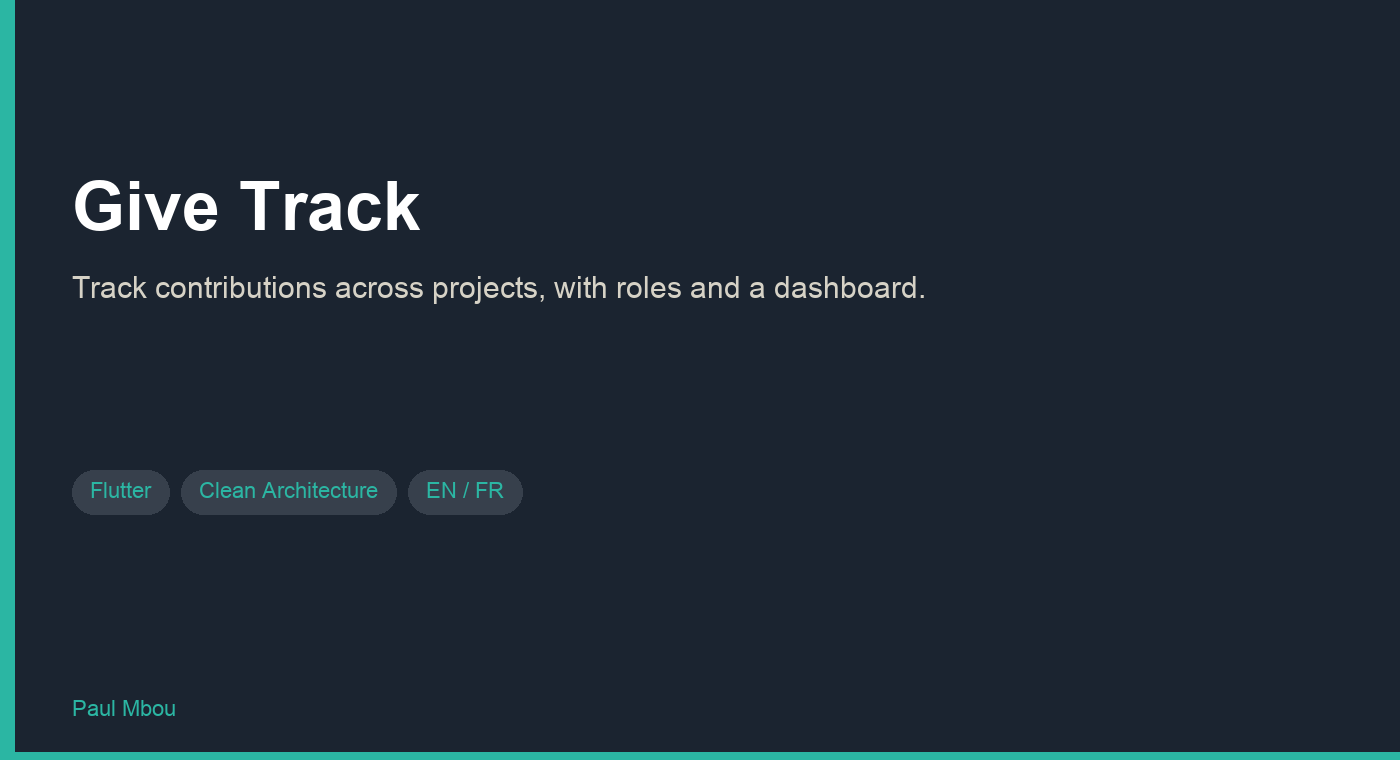 Give Track
Track contributions across projects, with roles and a dashboard.
Flutter Clean Architecture EN / FR
Paul Mbou